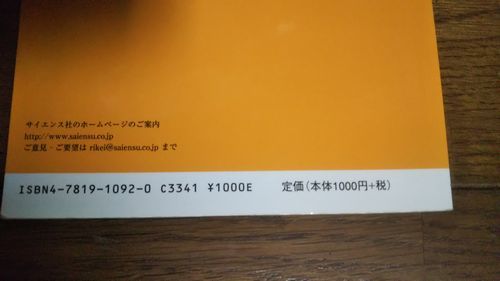 サイエンス社のホームページのご案内
http://www.saiensu.co.jp
ご意見・ご要望は rikei@saiensu.co.jp まで
ISBN4-7819-1092-0 C3341 ¥1000E 定価(本体1000円+税)